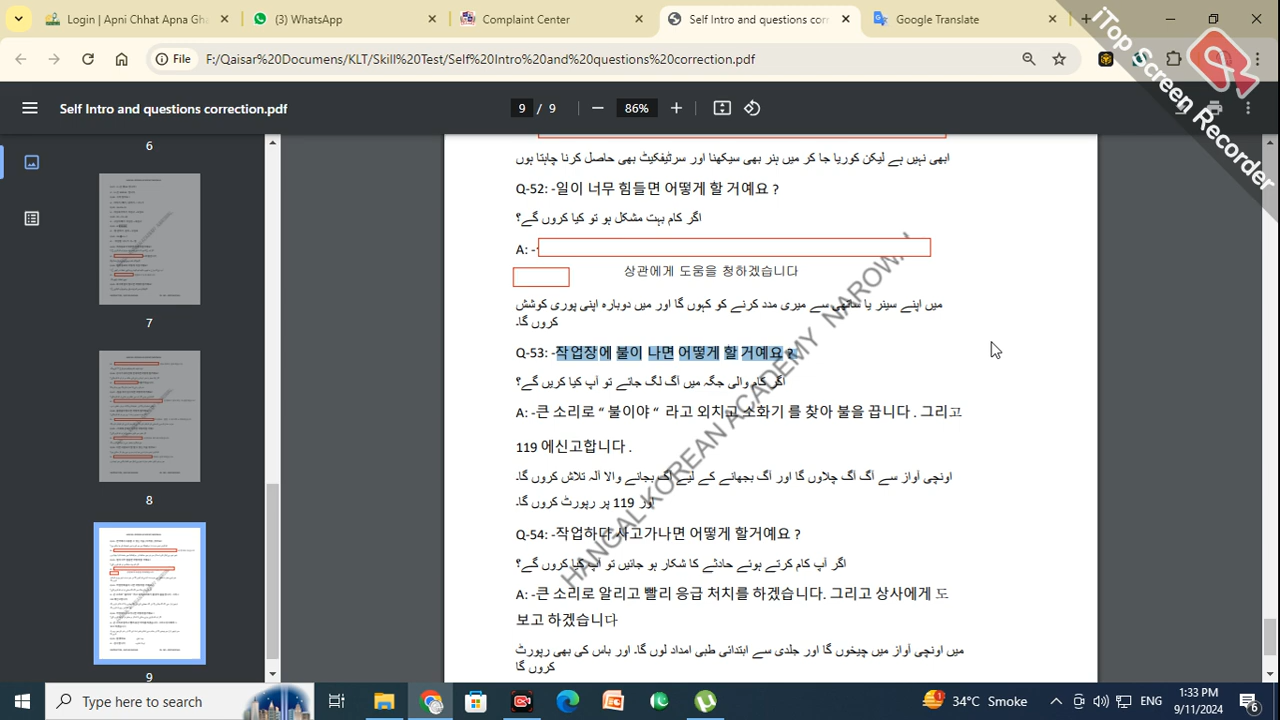 Login | Apni Chhat Apna Gha
(3) WhatsApp
Complaint Center
Self Intro and questions corr
Google Translate
File
F:/Qaisar%20Documens/KLT/Skill%20Test/Self%20Intro%20and%20questions%20correction.pdf
iTop Screen Recorder
Self Intro and questions correction.pdf
9 / 9
86%
6
7
8
9
ابھی نہیں ہے لیکن کوریا جا کر میں ہنر بھی سیکھنا اور سرٹیفکیٹ بھی حاصل کرنا چاہتا ہوں
Q-52: -일이 너무 힘들면 어떻게 할 거예요 ?
اگر کام بہت مشکل ہو تو کیا کروں گے؟
A: -
상관에게 도움을 청하겠습니다
میں اپنے سینر یا ساتھی سے میری مدد کرنے کو کہوں گا اور میں دوبارہ اپنی پوری کوشش
کروں گا۔
Q-53: - 작업장에 불이 나면 어떻게 할 거예요 ?
اگر کام والی جگہ میں آگ لگ جائے تو آپ کیا کریں گے؟
A: -큰 소리로 “ 불이야 “ 라고 외치고 소화기 를 찾아 불을 끕니다 . 그리고
119 에신고합니다 .
اونچی آواز سے آگ آگ چلاوں گا اور آگ بجھانے کے لیے آگ بجانے والا آلہ تلاش کروں گا۔
اور 119 پر رپورٹ کروں گا۔
Q-54: - 작업하다 사고가나면 어떻게 할거예요 ?
اگر آپ کام کرتے ہوئے حادثے کا شکار ہو جائیں تو آپ کیا کریں گے؟
A: -큰 소리로 알리고 빨리 응급 처치를 하겠습니다. 그리고 상사에게 도
보고 하겠습니다
میں اونچی آواز میں چیخوں گا اور جلدی سے ابتدائی طبی امداد لوں گا۔ اور باس کی بھی رپورٹ
کروں گا
KOREAN ACADEMY NAROWAL
Type here to search
34°C Smoke
ENG
1:33 PM
9/11/2024
6